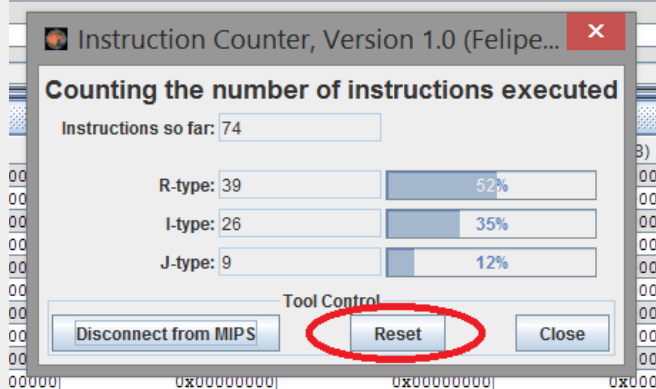 Instruction Counter, Version 1.0 (Felipe...
Counting the number of instructions executed
Instructions so far: 74
R-type: 39 52%
I-type: 26 35%
J-type: 9 12%
Tool Control
Disconnect from MIPS Reset Close
0x00000000 0x00000000